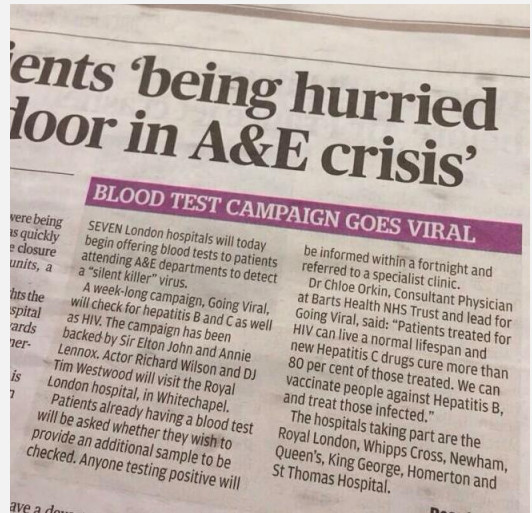 ents ‘being hurried
door in A&E crisis’
were being
as quickly
e closure
units, a
hts the
spital
ards
ner-
is
BLOOD TEST CAMPAIGN GOES VIRAL
SEVEN London hospitals will today
begin offering blood tests to patients
attending A&E departments to detect
a “silent killer” virus.
A week-long campaign, Going Viral,
will check for hepatitis B and C as well
as HIV. The campaign has been
backed by Sir Elton John and Annie
Lennox. Actor Richard Wilson and DJ
Tim Westwood will visit the Royal
London hospital, in Whitechapel.
Patients already having a blood test
will be asked whether they wish to
provide an additional sample to be
checked. Anyone testing positive will
be informed within a fortnight and
referred to a specialist clinic.
Dr Chloe Orkin, Consultant Physician
at Barts Health NHS Trust and lead for
Going Viral, said: “Patients treated for
HIV can live a normal lifespan and
new Hepatitis C drugs cure more than
80 per cent of those treated. We can
vaccinate people against Hepatitis B,
and treat those infected.”
The hospitals taking part are the
Royal London, Whipps Cross, Newham,
Queen’s, King George, Homerton and
St Thomas Hospital.